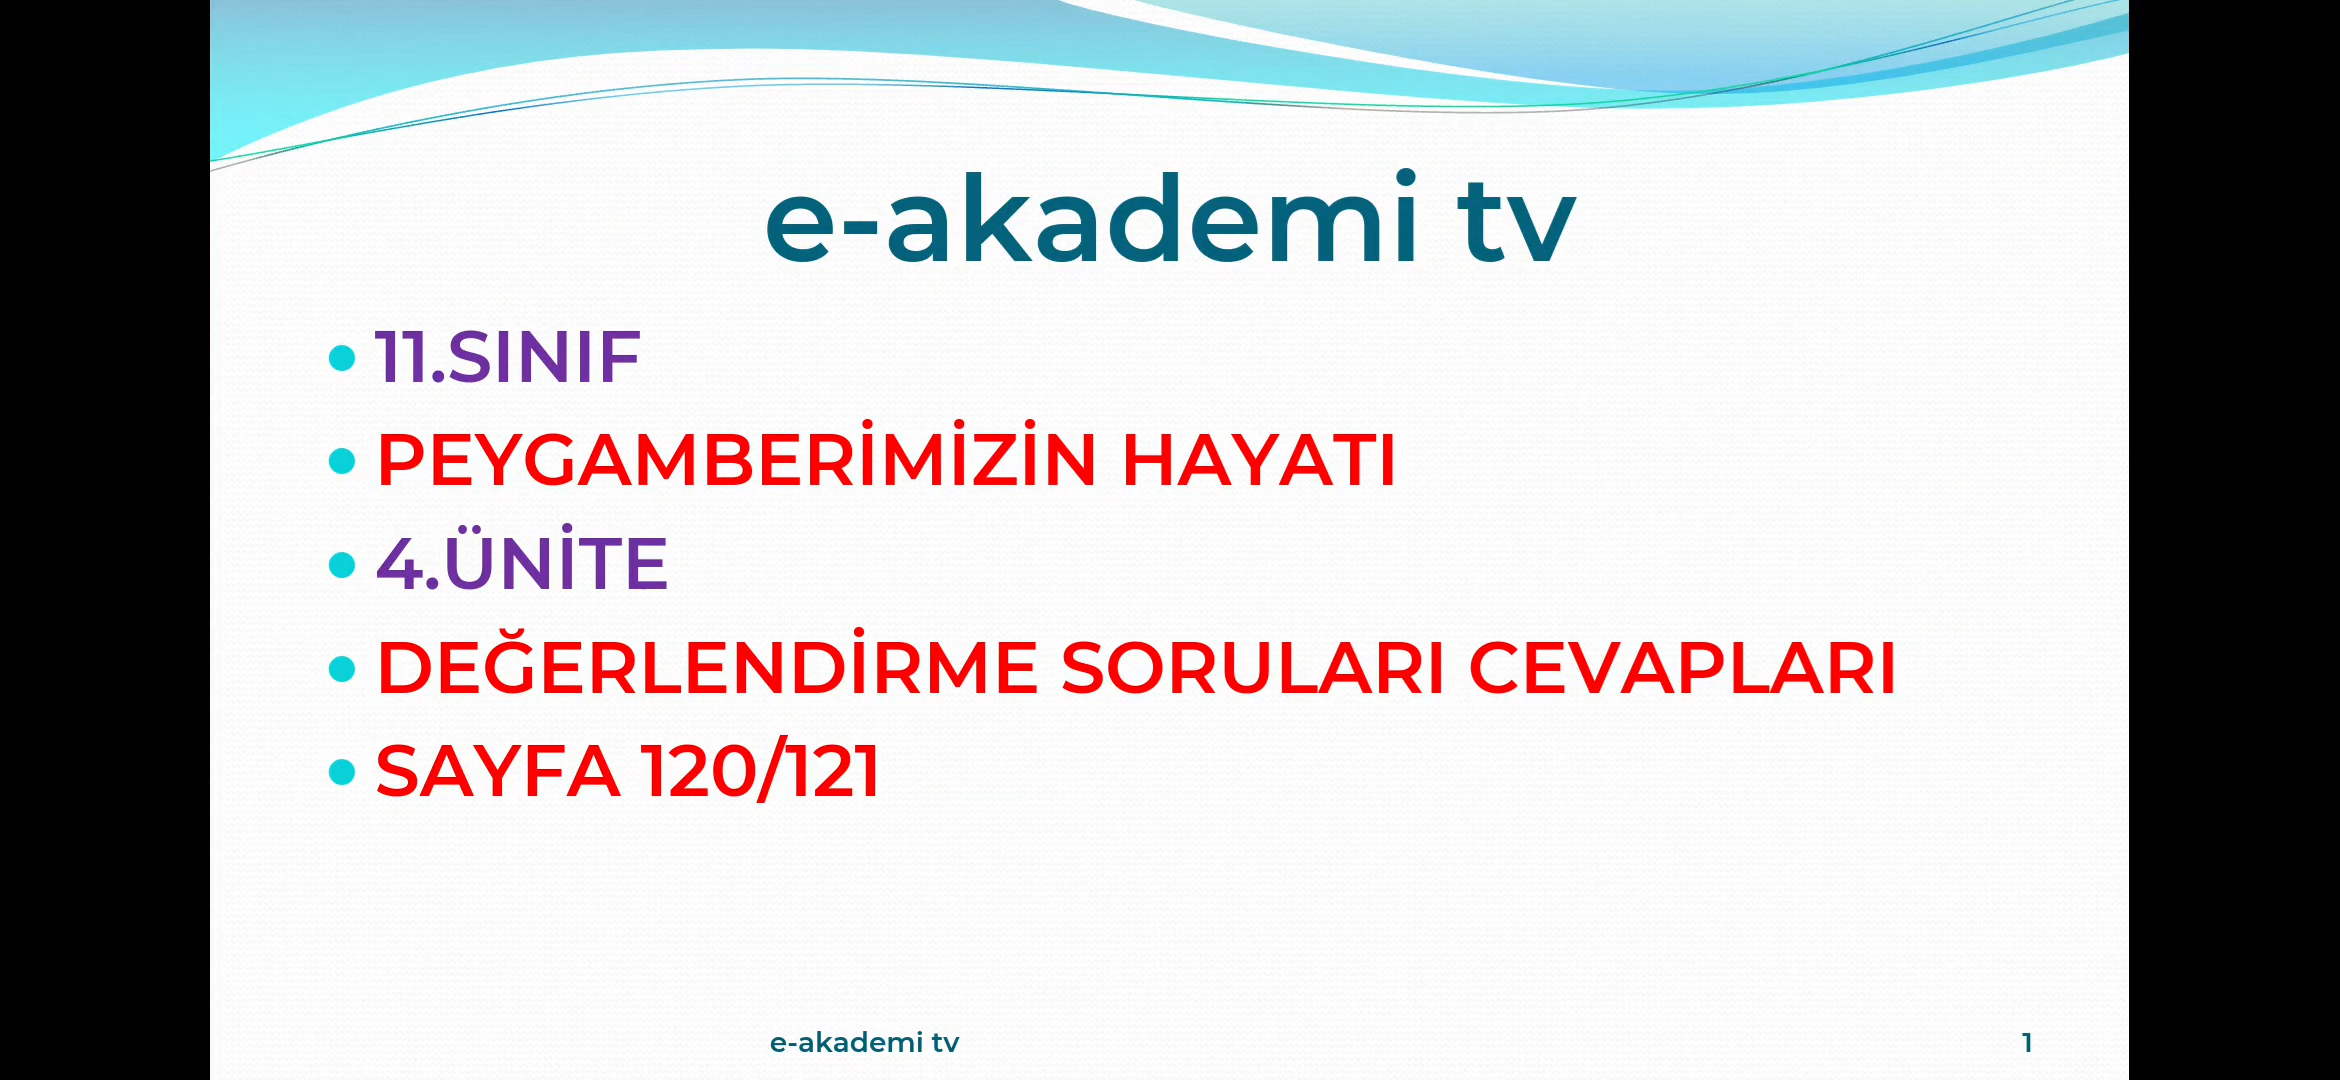 e-akademi tv
11.SINIF
PEYGAMBERİMİZİN HAYATI
4.ÜNİTE
DEĞERLENDİRME SORULARI CEVAPLARI
SAYFA 120/121
e-akademi tv
1